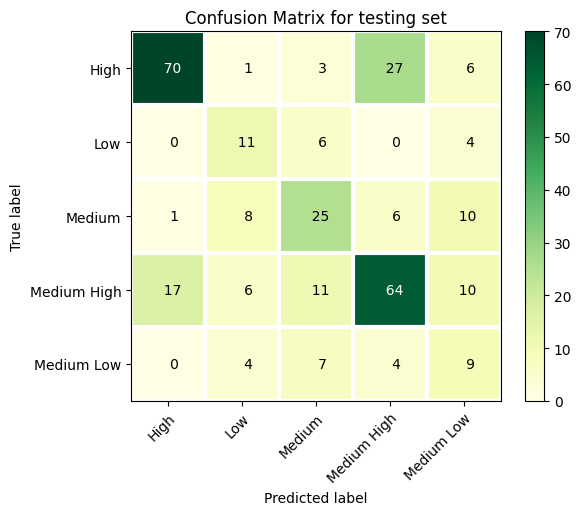 Confusion Matrix for testing set
True label
High 70 1 3 27 6
Low 0 11 6 0 4
Medium 1 8 25 6 10
Medium High 17 6 11 64 10
Medium Low 0 4 7 4 9
High Low Medium Medium High Medium Low
Predicted label
70
60
50
40
30
20
10
0